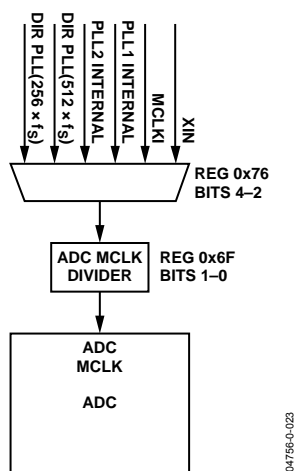 DIR PLL(256 × fS)
DIR PLL(512 × fS)
PLL2 INTERNAL
PLL1 INTERNAL
MCLKI
XIN
REG 0x76
BITS 4–2
ADC MCLK
DIVIDER
REG 0x6F
BITS 1–0
ADC
MCLK
ADC
04756-0-023